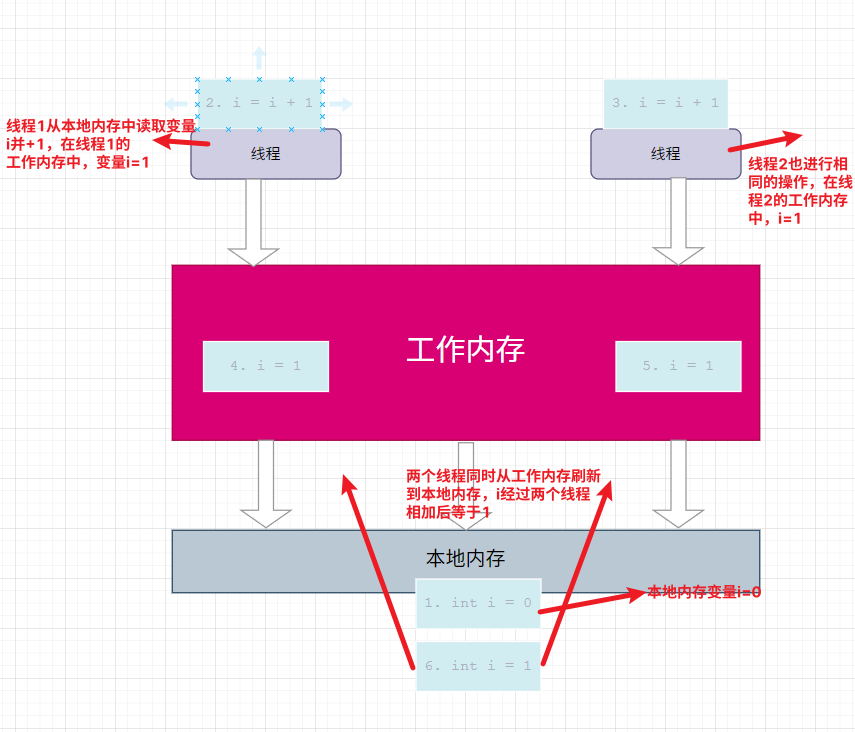 2. i = i + 1
3. i = i + 1
线程1从本地内存中读取变量
i并+1，在线程1的
工作内存中，变量i=1
线程
线程
线程2也进行相
同的操作，在线
程2的工作内存
中，i=1
工作内存
4. i = 1
5. i = 1
两个线程同时从工作内存刷新
到本地内存，i经过两个线程
相加后等于1
本地内存
1. int i = 0
本地内存变量i=0
6. int i = 1